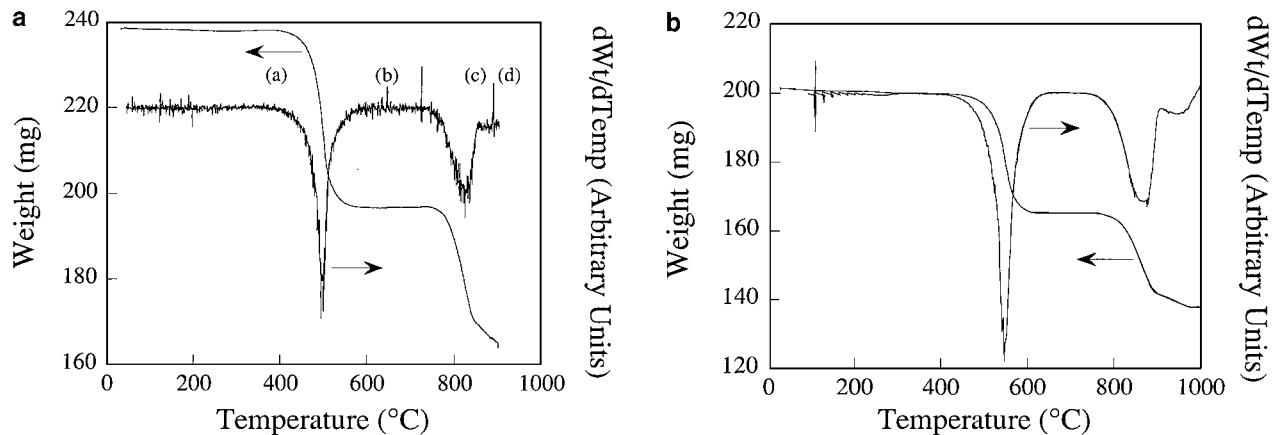 a
240
220
200
180
160
Weight (mg)
(a)
(b)
(c)
(d)
0
200
400
600
800
1000
Temperature (°C)
dWt/dTemp (Arbitrary Units)
b
220
200
180
160
140
120
Weight (mg)
0
200
400
600
800
1000
Temperature (°C)
dWt/dTemp (Arbitrary Units)